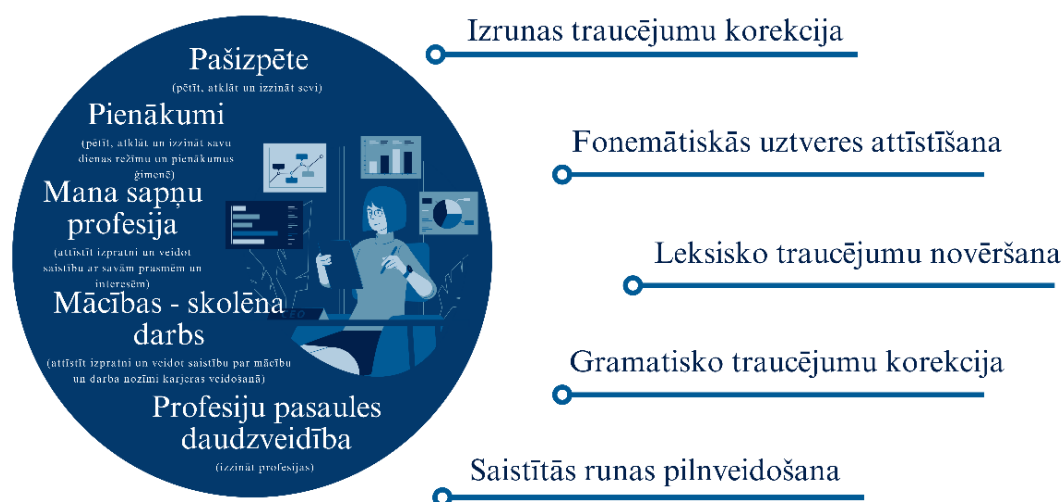 Pašizpēte
(pētīt, atklāt un izzināt sevi)
Pienākumi
(pētīt, atklāt un izzināt savu
dienas režīmu un pienākumus
ģimenē)
Mana sapņu
profesija
(attīstīt izpratni un veidot
saistību ar savām prasmēm un
interesēm)
Mācības - skolēna
darbs
(attīstīt izpratni un veidot saistību par mācību
un darba nozīmi karjeras veidošanā)
Profesiju pasaules
daudzveidība
(izzināt profesijas)
CEO
Izrunas traucējumu korekcija
Fonemātiskās uztveres attīstīšana
Leksisko traucējumu novēršana
Gramatisko traucējumu korekcija
Saistītās runas pilnveidošana